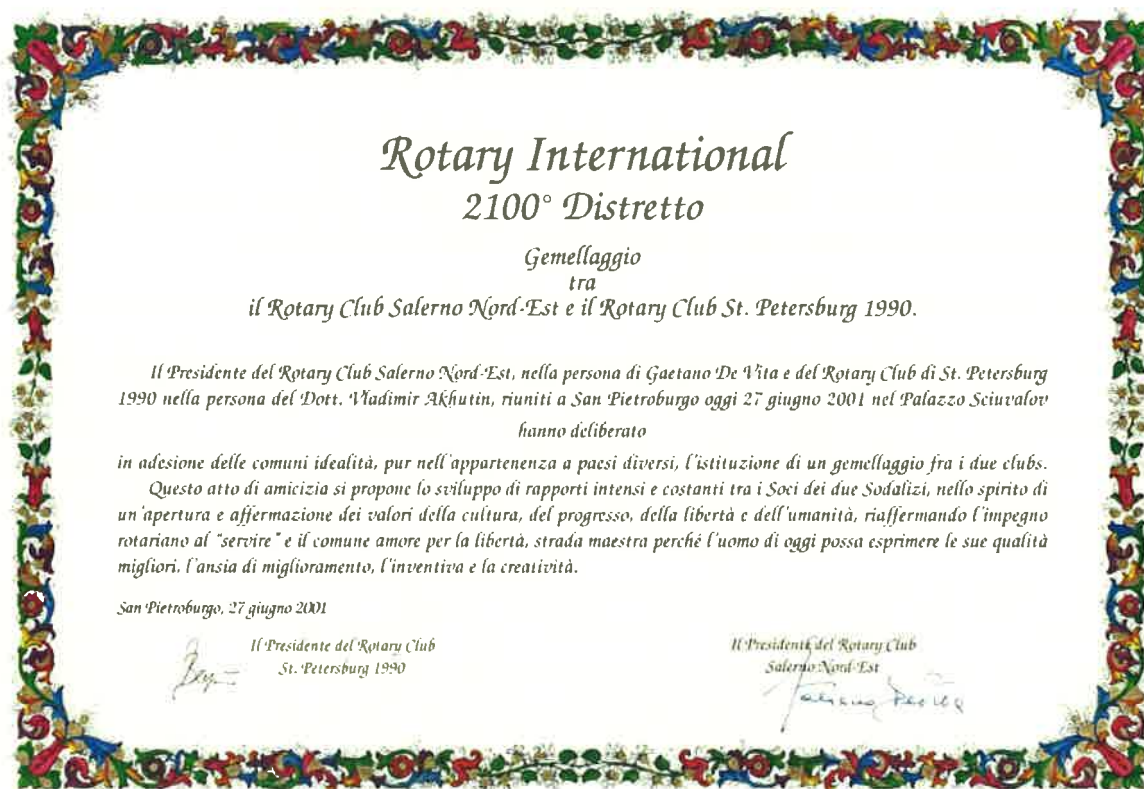 Rotary International
2100° Distretto
Gemellaggio
tra
il Rotary Club Salerno Nord-Est e il Rotary Club St. Petersburg 1990.
Il Presidente del Rotary Club Salerno Nord-Est, nella persona di Gaetano De Vita e del Rotary Club di St. Petersburg
1990 nella persona del Dott. Vladimir Akhutin, riuniti a San Pietroburgo oggi 27 giugno 2001 nel Palazzo Sciuvalov
hanno deliberato
in adesione delle comuni idealità, pur nell'appartenenza a paesi diversi, l'istituzione di un gemellaggio fra i due clubs.
Questo atto di amicizia si propone lo sviluppo di rapporti intensi e costanti tra i Soci dei due Sodalizi, nello spirito di
un'apertura e affermazione dei valori della cultura, del progresso, della libertà e dell'umanità, riaffermando l'impegno
rotariano al "servire" e il comune amore per la libertà, strada maestra perché l'uomo di oggi possa esprimere le sue qualità
migliori, l'ansia di miglioramento, l'inventiva e la creatività.
San Pietroburgo, 27 giugno 2001
Il Presidente del Rotary Club
St. Petersburg 1990
Il Presidente del Rotary Club
Salerno Nord-Est